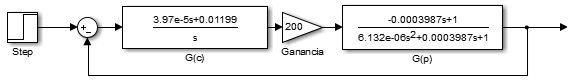 3.97e-5s+0.01199
s
200
-0.0003987s+1
6.132e-06s2+0.0003987s+1
Step
G(c)
Ganancia
G(p)